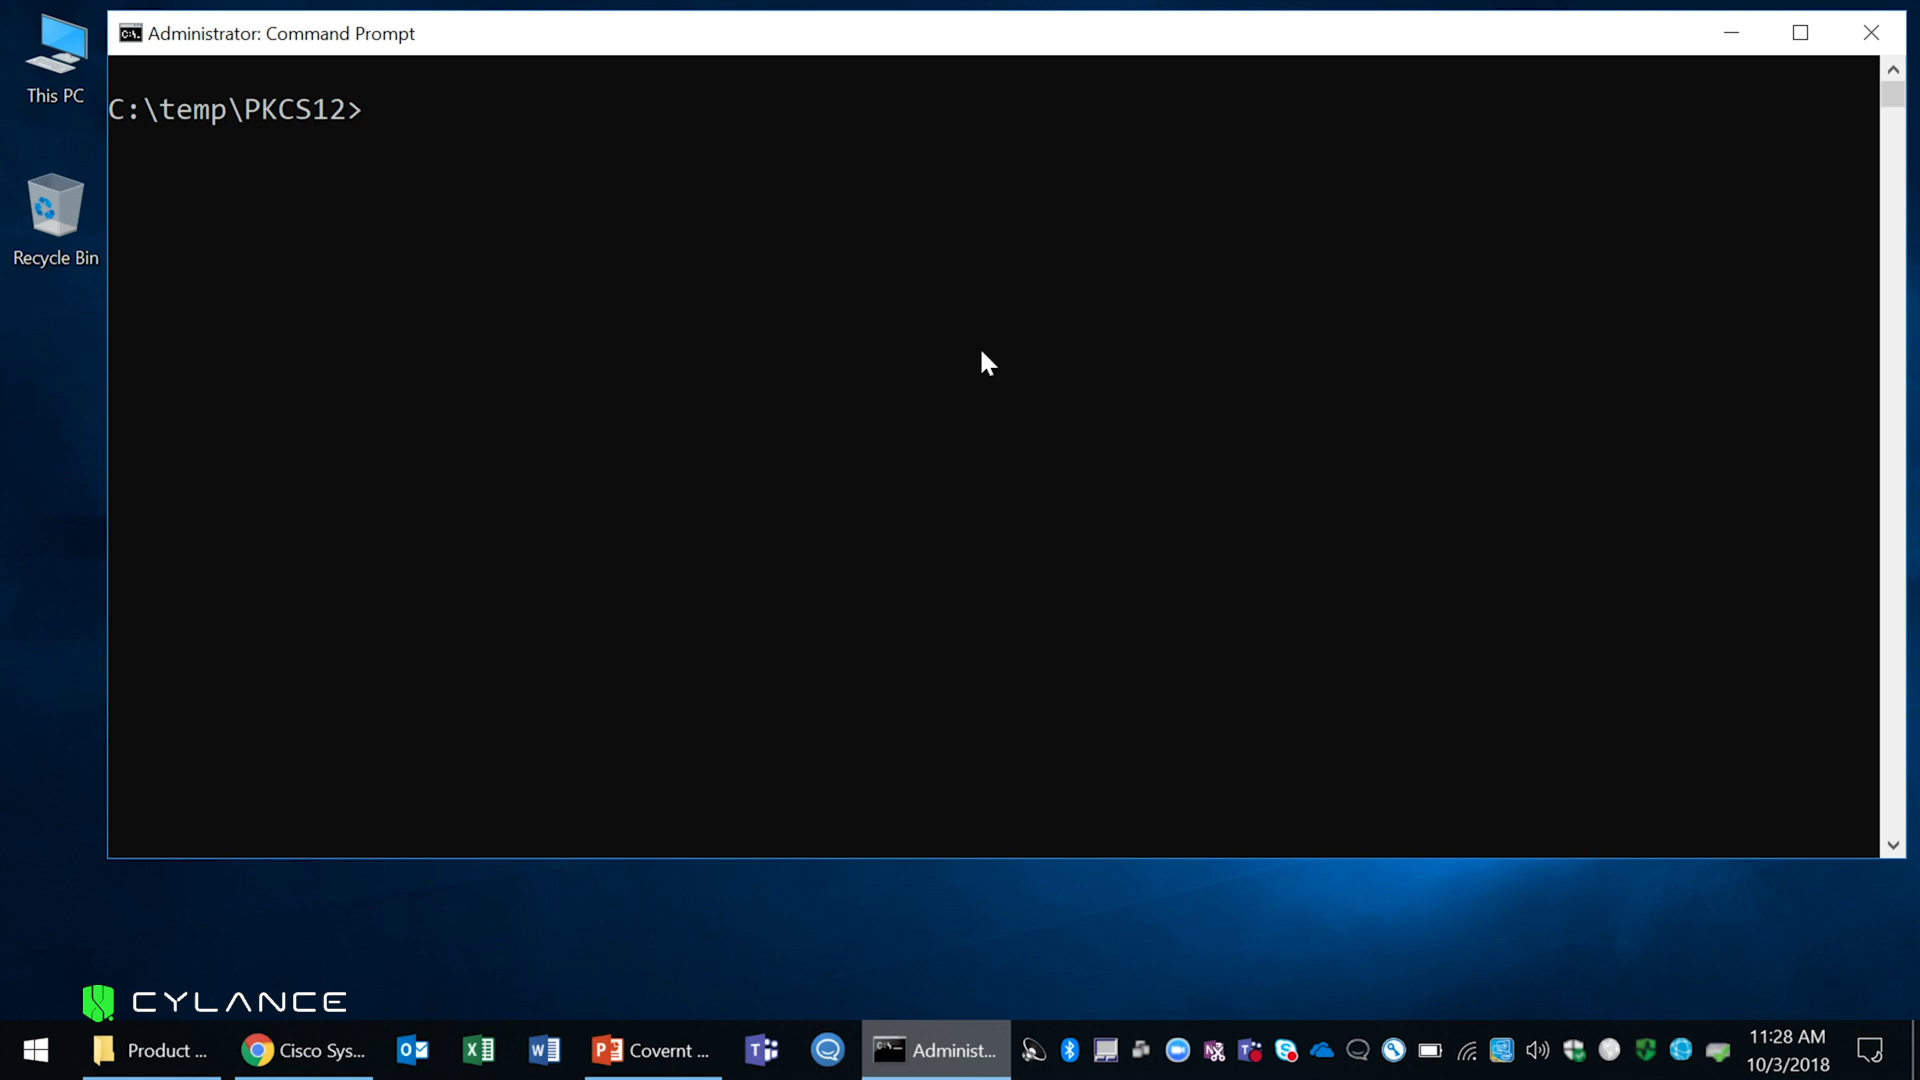 Administrator: Command Prompt
This PC
C:\temp\PKCS12>
Recycle Bin
CYLANCE
Product ...
Cisco Sys...
Covernt ...
Administ...
11:28 AM
10/3/2018